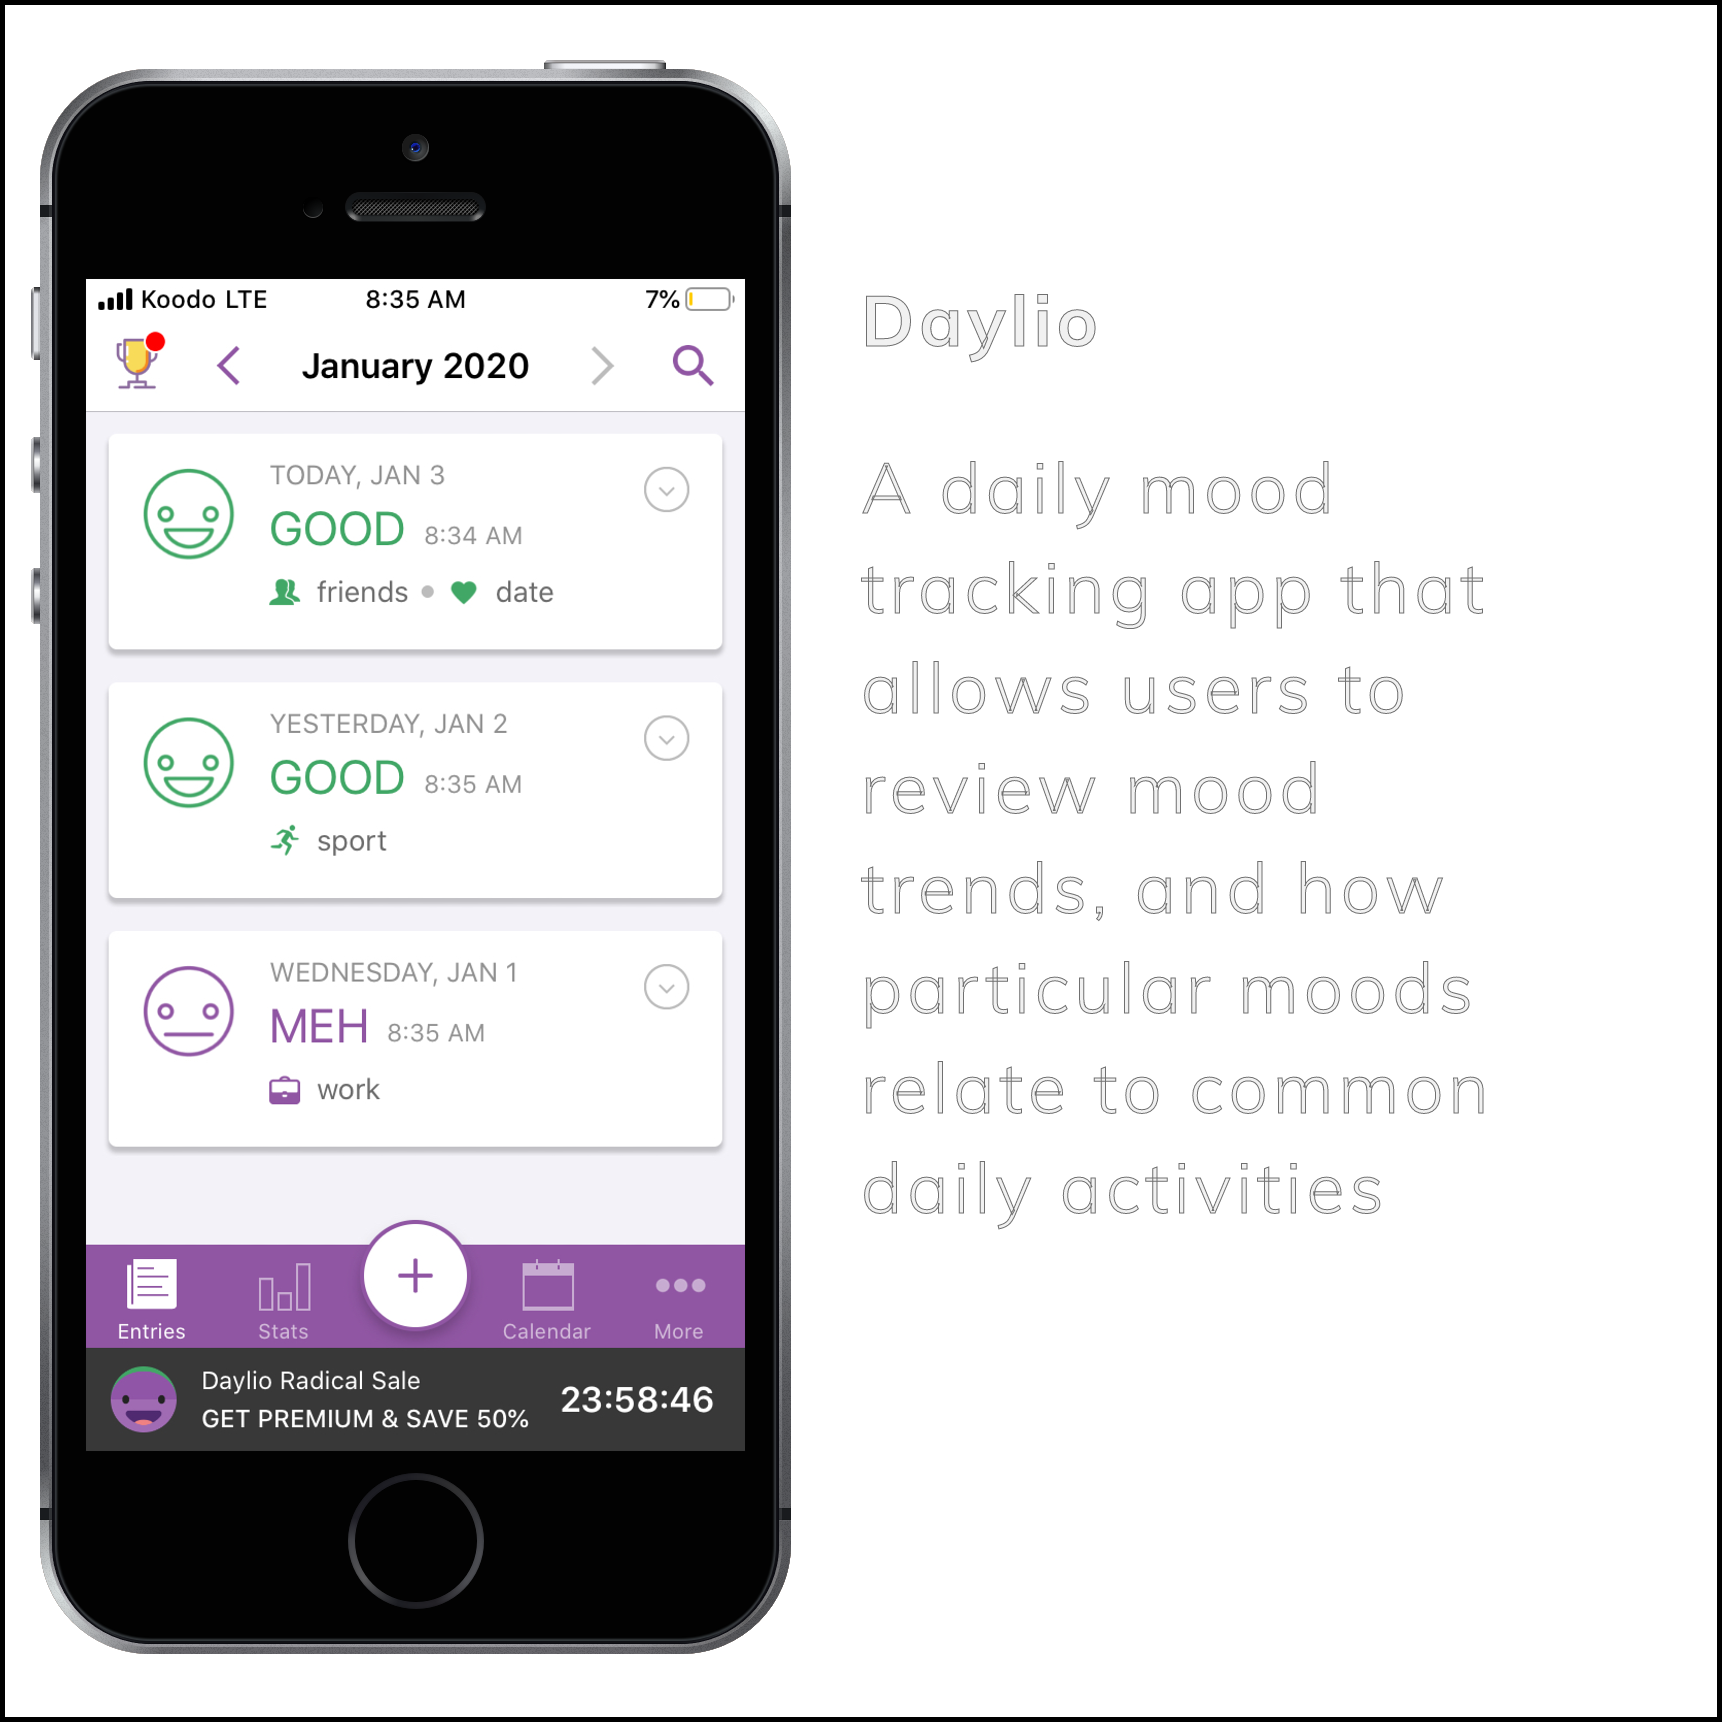 Koodo LTE 8:35 AM 7%
January 2020
TODAY, JAN 3
GOOD 8:34 AM
friends date
YESTERDAY, JAN 2
GOOD 8:35 AM
sport
WEDNESDAY, JAN 1
MEH 8:35 AM
work
Entries Stats Calendar More
Daylio Radical Sale
GET PREMIUM & SAVE 50%
23:58:46
Daylio
A daily mood
tracking app that
allows users to
review mood
trends, and how
particular moods
relate to common
daily activities